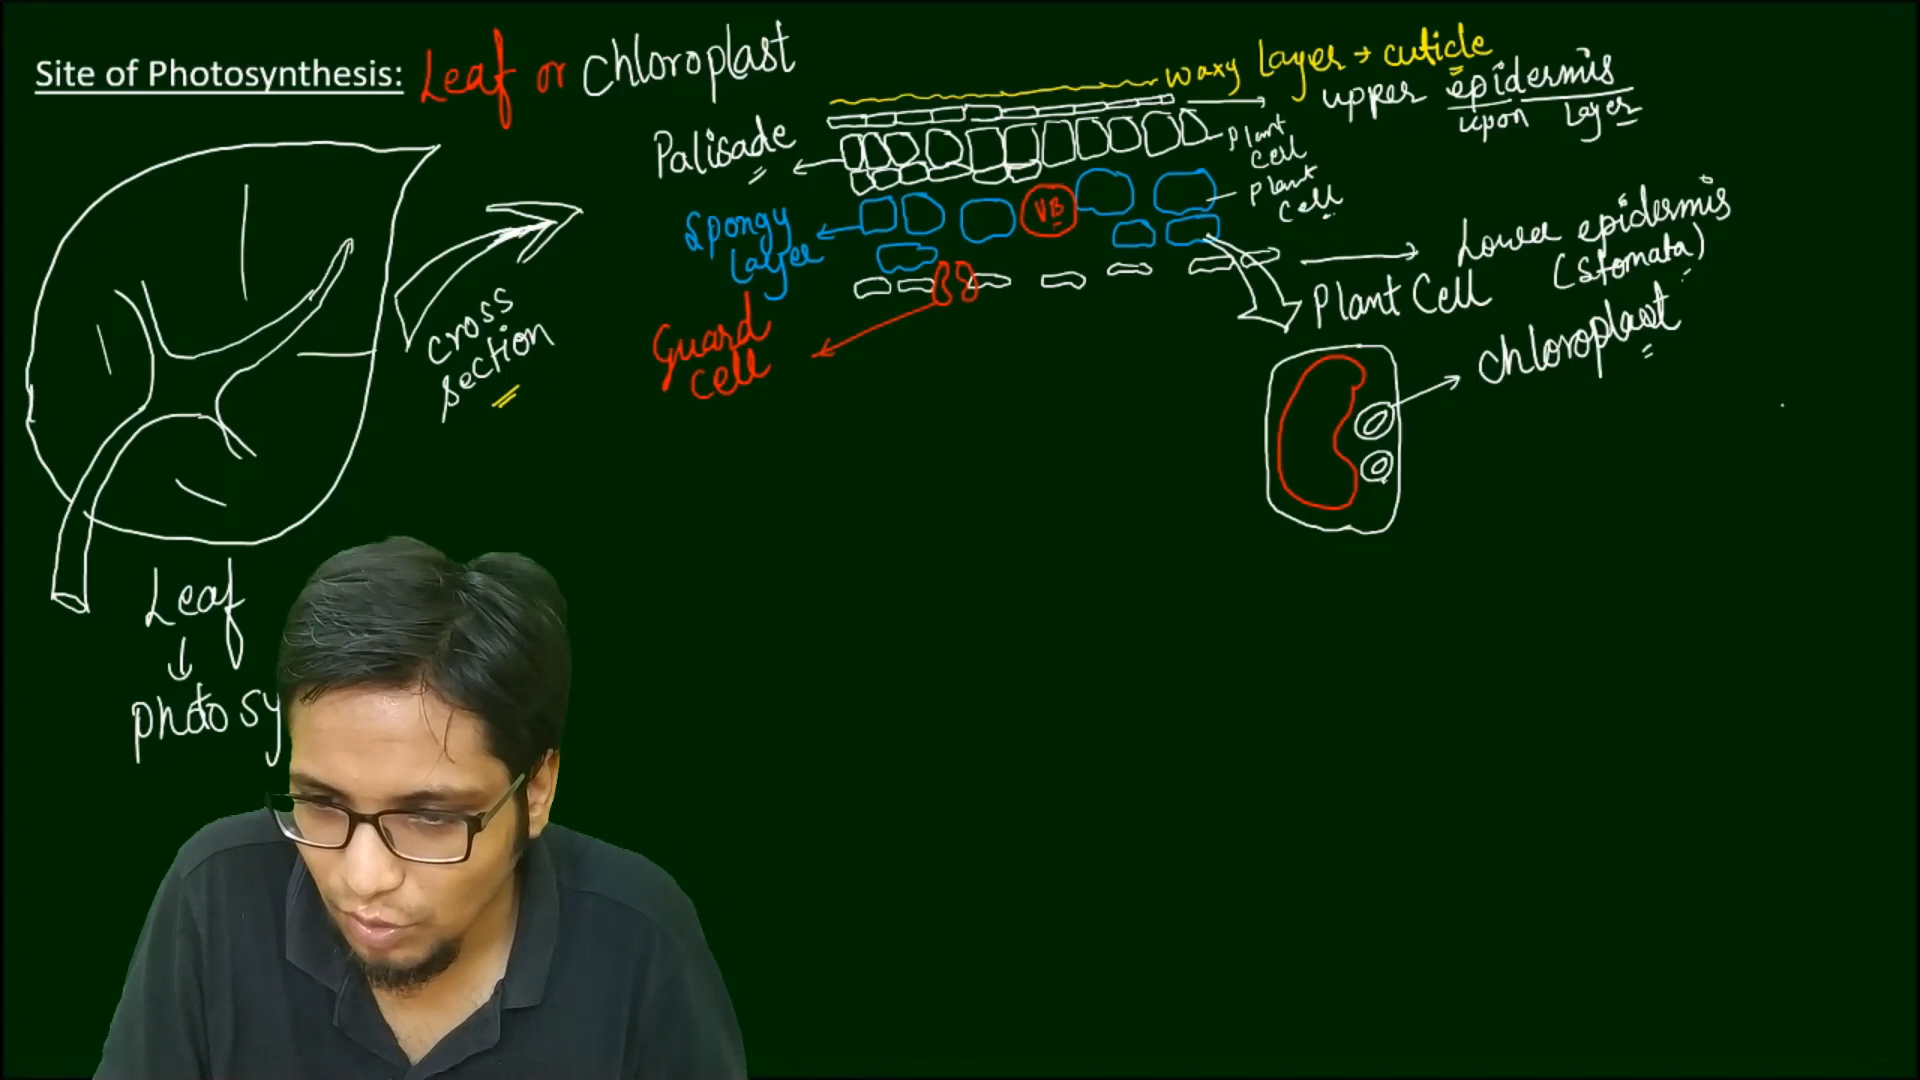 Site of Photosynthesis: Leaf or Chloroplast
waxy layer → cuticle
upper epidermis
upon layer
Palisade
Plant
cell
Plant
cell
Spongy
layer
VB
Lower epidermis
(Stomata)
cross
section
Guard
cell
Plant Cell
chloroplast
Leaf
↓
photosy